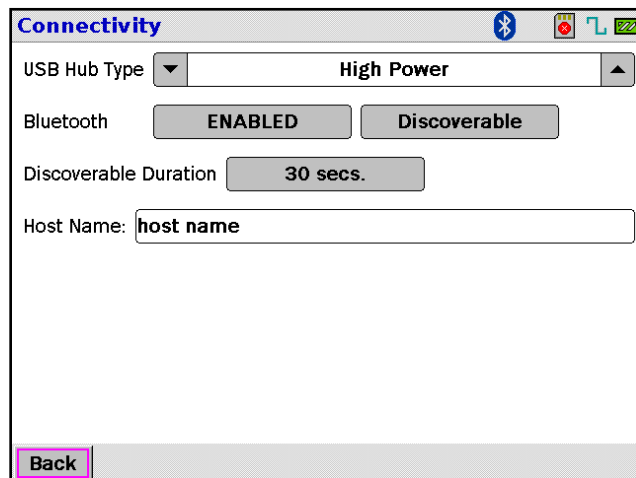 Connectivity
USB Hub Type High Power
Bluetooth ENABLED Discoverable
Discoverable Duration 30 secs.
Host Name: host name
Back